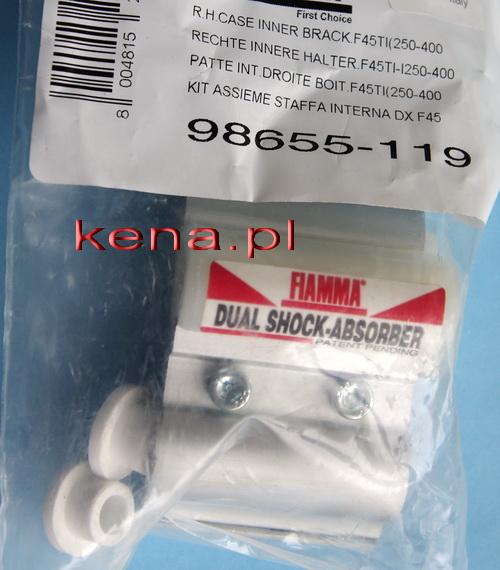 Italy
First Choice
R.H.CASE INNER BRACK.F45TI(250-400
RECHTE INNERE HALTER.F45TI-I250-400
PATTE INT.DROITE BOIT.F45TI(250-400
KIT ASSIEME STAFFA INTERNA DX F45
98655-119
8 004815
kena.pl
FIAMMA®
DUAL SHOCK-ABSORBER
PATENT PENDING